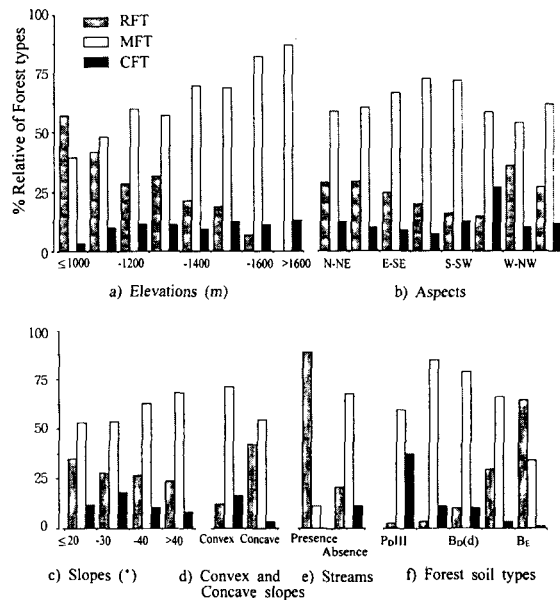 % Relative of Forest types
RFT
MFT
CFT
100
75
50
25
0
≤1000 -1200 -1400 -1600 >1600
N-NE E-SE S-SW W-NW
a) Elevations (m)
b) Aspects
100
75
50
25
0
≤20 -30 -40 >40
Convex Concave
Presence
Absence
PDIII BD(d) BE
c) Slopes (°)
d) Convex and
Concave slopes
e) Streams
f) Forest soil types